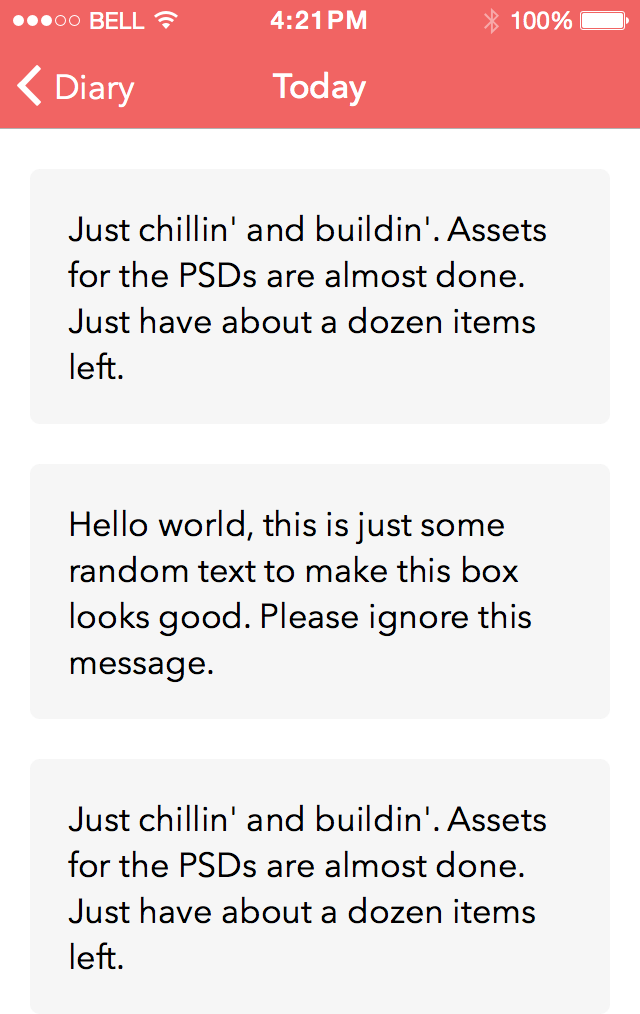 BELL 4:21PM 100%
Diary Today
Just chillin' and buildin'. Assets
for the PSDs are almost done.
Just have about a dozen items
left.
Hello world, this is just some
random text to make this box
looks good. Please ignore this
message.
Just chillin' and buildin'. Assets
for the PSDs are almost done.
Just have about a dozen items
left.